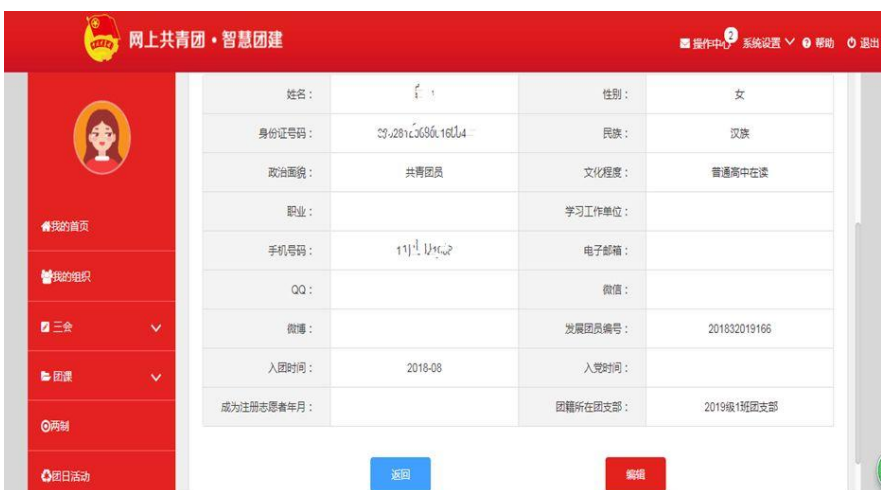 网上共青团·智慧团建
操作中心 2 系统设置 帮助 退出
姓名： 性别： 女
身份证号码： 民族： 汉族
政治面貌： 共青团员 文化程度： 普通高中在读
职业： 学习工作单位：
我的首页
手机号码： 电子邮箱：
我的组织
QQ： 微信：
三会
微博： 发展团员编号： 201832019166
入团时间： 2018-08 入党时间：
团课
成为注册志愿者年月： 团籍所在团支部： 2019级1班团支部
两制
团日活动
返回 编辑